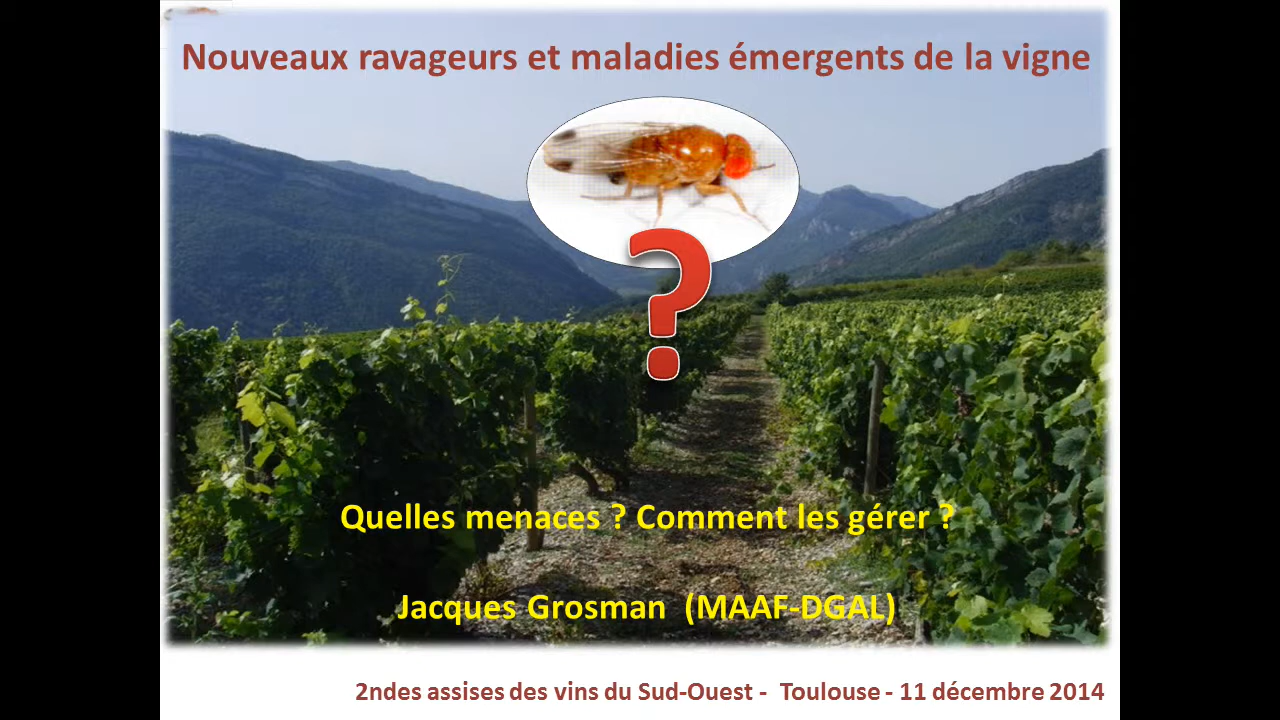 Nouveaux ravageurs et maladies émergents de la vigne
?
Quelles menaces ? Comment les gérer ?
Jacques Grosman (MAAF-DGAL)
2ndes assises des vins du Sud-Ouest - Toulouse - 11 décembre 2014